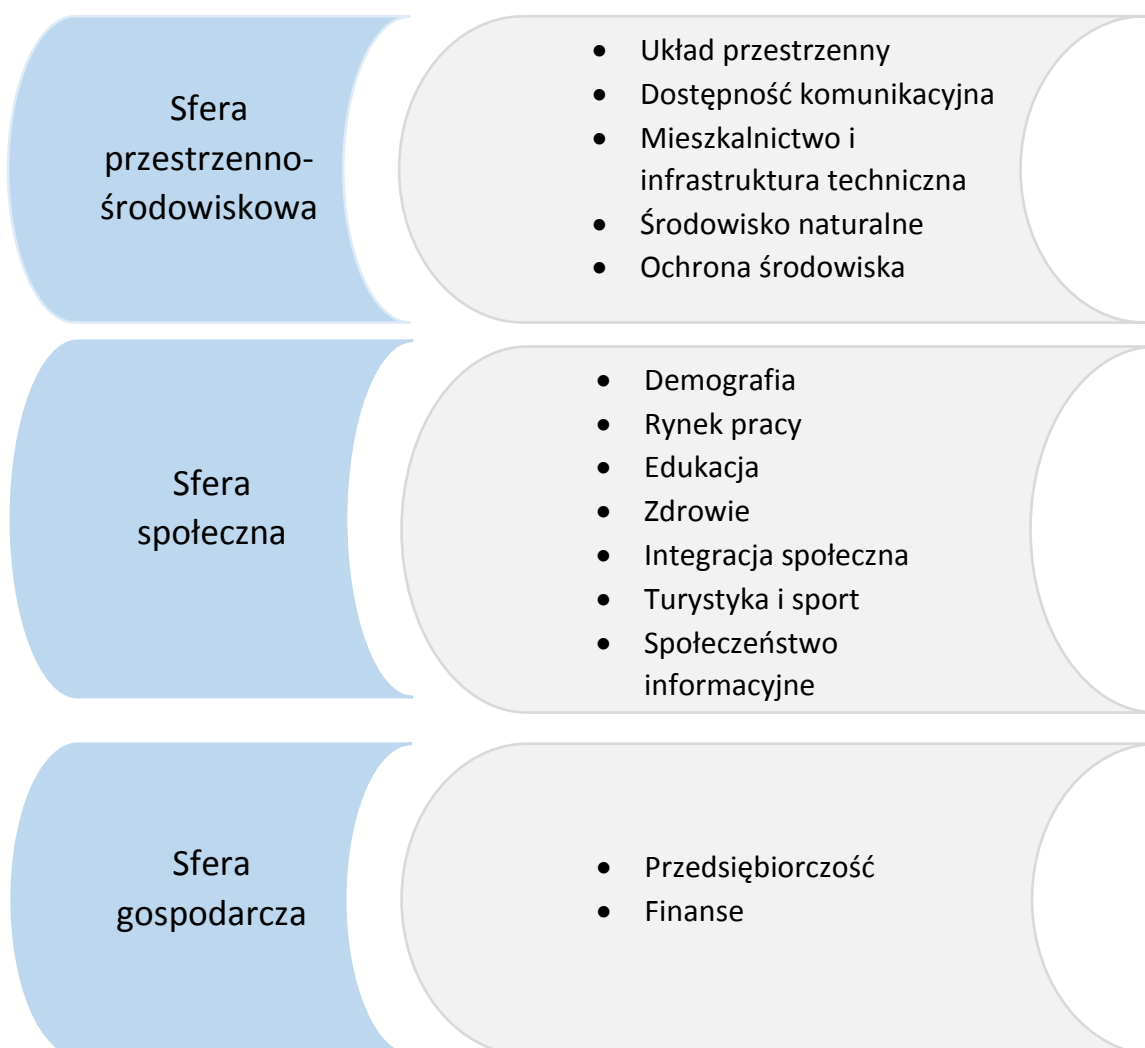 Sfera
przestrzenno-
środowiskowa
• Układ przestrzenny
• Dostępność komunikacyjna
• Mieszkalnictwo i
infrastruktura techniczna
• Środowisko naturalne
• Ochrona środowiska
Sfera
społeczna
• Demografia
• Rynek pracy
• Edukacja
• Zdrowie
• Integracja społeczna
• Turystyka i sport
• Społeczeństwo
informacyjne
Sfera
gospodarcza
• Przedsiębiorczość
• Finanse